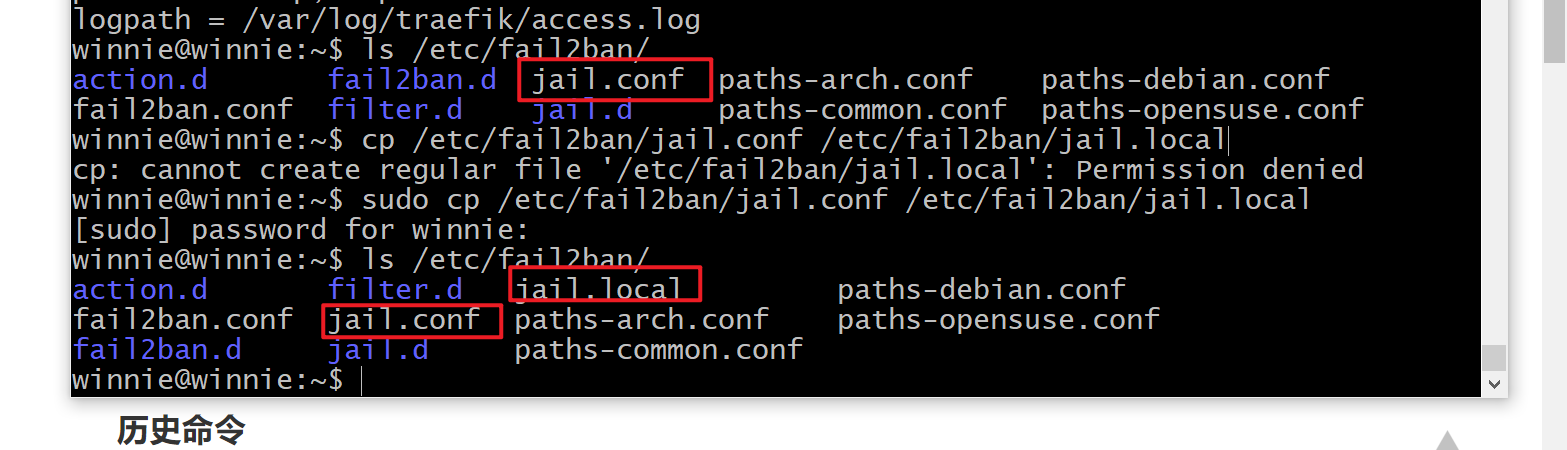 logpath = /var/log/traefik/access.log
winnie@winnie:~$ ls /etc/fail2ban/
action.d fail2ban.d jail.conf paths-arch.conf paths-debian.conf
fail2ban.conf filter.d jail.d paths-common.conf paths-opensuse.conf
winnie@winnie:~$ cp /etc/fail2ban/jail.conf /etc/fail2ban/jail.local
cp: cannot create regular file '/etc/fail2ban/jail.local': Permission denied
winnie@winnie:~$ sudo cp /etc/fail2ban/jail.conf /etc/fail2ban/jail.local
[sudo] password for winnie:
winnie@winnie:~$ ls /etc/fail2ban/
action.d filter.d jail.local paths-debian.conf
fail2ban.conf jail.conf paths-arch.conf paths-opensuse.conf
fail2ban.d jail.d paths-common.conf
winnie@winnie:~$
历史命令